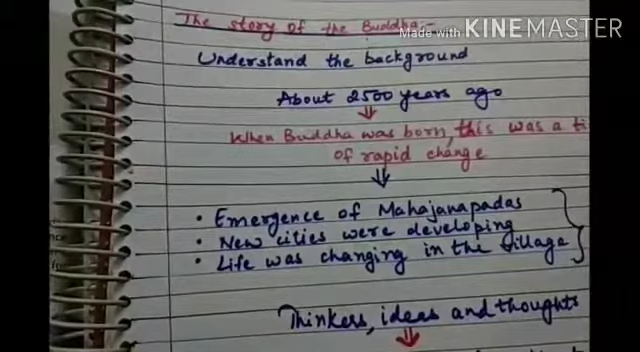 Made with KINEMASTER
The story of the Buddha:-
Understand the background
About 2500 years ago
When Buddha was born, this was a
of rapid change
• Emergence of Mahajanapadas
• New cities were developing
• Life was changing in the village
Thinkers, ideas and thoughts